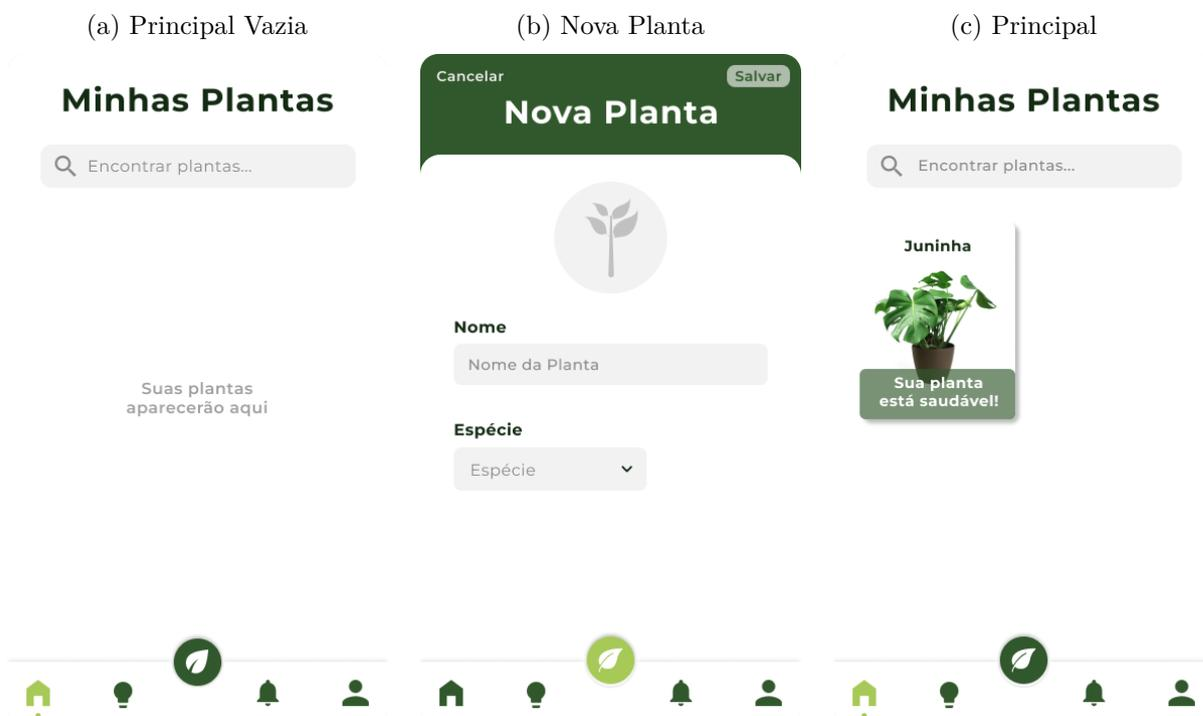 (a) Principal Vazia
Minhas Plantas
Encontrar plantas...
Suas plantas
aparecerão aqui
(b) Nova Planta
Cancelar
Salvar
Nova Planta
Nome
Nome da Planta
Espécie
Espécie
(c) Principal
Minhas Plantas
Encontrar plantas...
Juninha
Sua planta
está saudável!